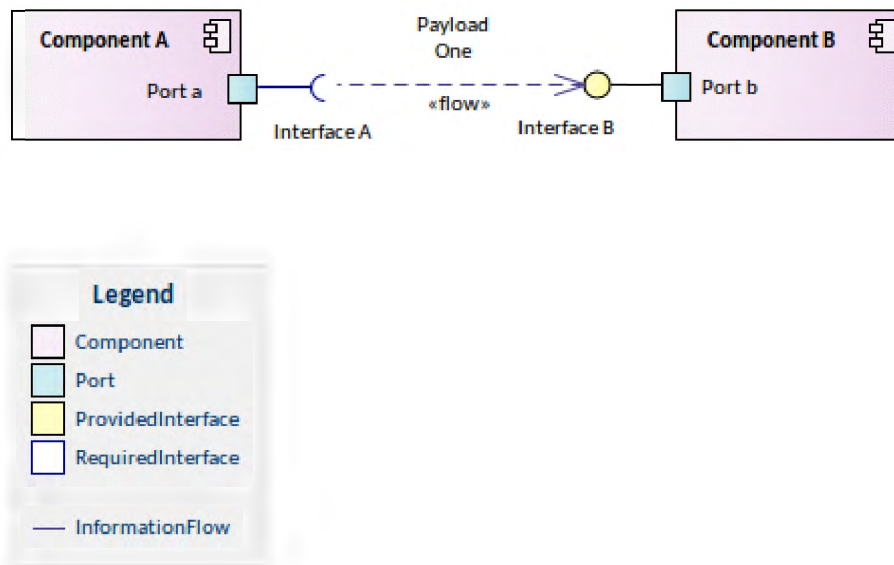 Component A
Port a
Interface A
Payload
One
«flow»
Interface B
Component B
Port b
Legend
Component
Port
ProvidedInterface
RequiredInterface
InformationFlow